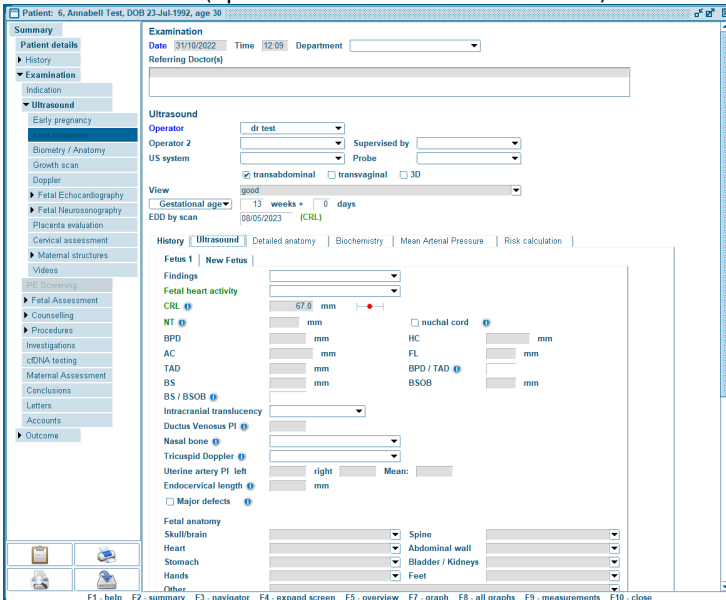 Patient: 6, Annabell Test, DOB 23-Jul-1992, age 30
Summary
Patient details
History
Examination
Indication
Ultrasound
Early pregnancy
Biometry / Anatomy
Growth scan
Doppler
Fetal Echocardiography
Fetal Neurosonography
Placenta evaluation
Cervical assessment
Maternal structures
Videos
PE Screening
Fetal Assessment
Counselling
Procedures
Investigations
cfDNA testing
Maternal Assessment
Conclusions
Letters
Accounts
Outcome
Examination
Date 31/10/2022 Time 12:09 Department
Referring Doctor(s)
Ultrasound
Operator dr test
Operator 2 Supervised by
US system Probe
transabdominal transvaginal 3D
View good
Gestational age 13 weeks + 0 days
EDD by scan 08/05/2023 (CRL)
History Ultrasound Detailed anatomy Biochemistry Mean Arterial Pressure Risk calculation
Fetus 1 New Fetus
Findings
Fetal heart activity
CRL 67.0 mm
NT mm nuchal cord
BPD mm HC mm
AC mm FL mm
TAD mm BPD / TAD
BS mm BSOB mm
BS / BSOB
Intracranial translucency
Ductus Venosus PI
Nasal bone
Tricuspid Doppler
Uterine artery PI left right Mean:
Endocervical length mm
Major defects
Fetal anatomy
Skull/brain Spine
Heart Abdominal wall
Stomach Bladder / Kidneys
Hands Feet
Other
F1 - help F2 - summary F3 - navigator F4 - expand screen F5 - overview F7 - graph F8 - all graphs F9 - measurements F10 - close